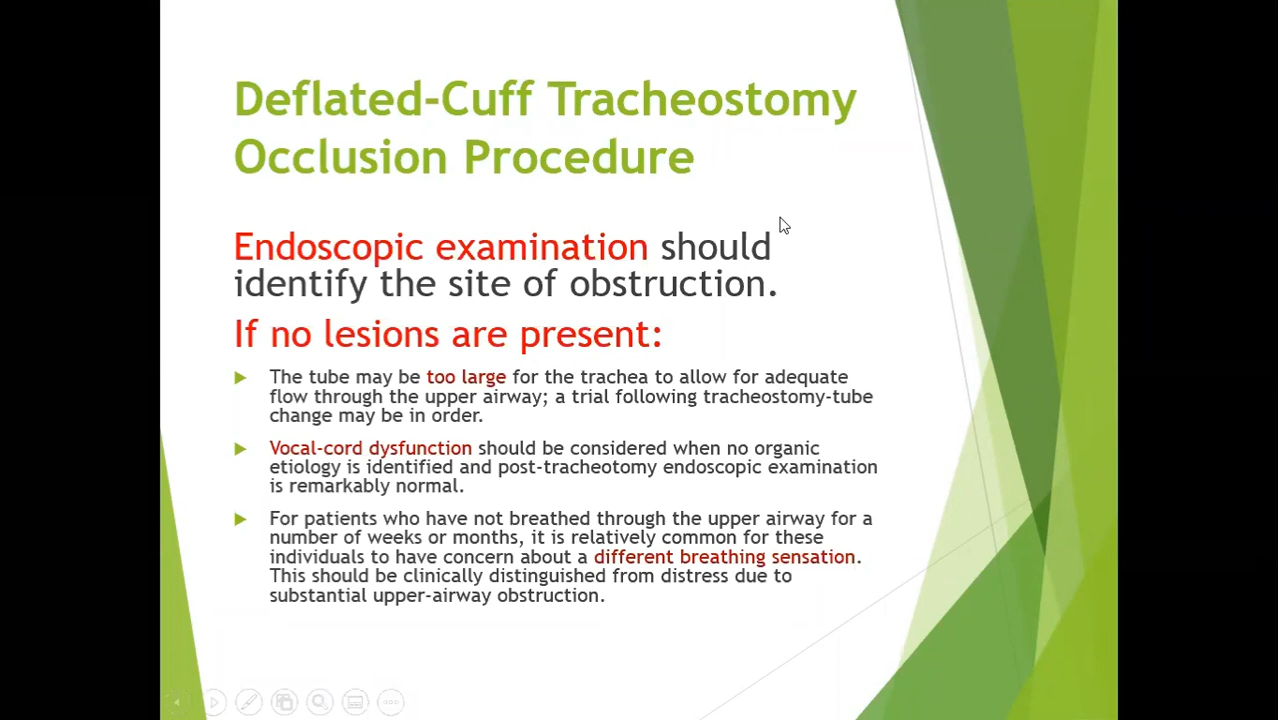 Deflated-Cuff Tracheostomy
Occlusion Procedure
Endoscopic examination should
identify the site of obstruction.
If no lesions are present:
The tube may be too large for the trachea to allow for adequate
flow through the upper airway; a trial following tracheostomy-tube
change may be in order.
Vocal-cord dysfunction should be considered when no organic
etiology is identified and post-tracheotomy endoscopic examination
is remarkably normal.
For patients who have not breathed through the upper airway for a
number of weeks or months, it is relatively common for these
individuals to have concern about a different breathing sensation.
This should be clinically distinguished from distress due to
substantial upper-airway obstruction.